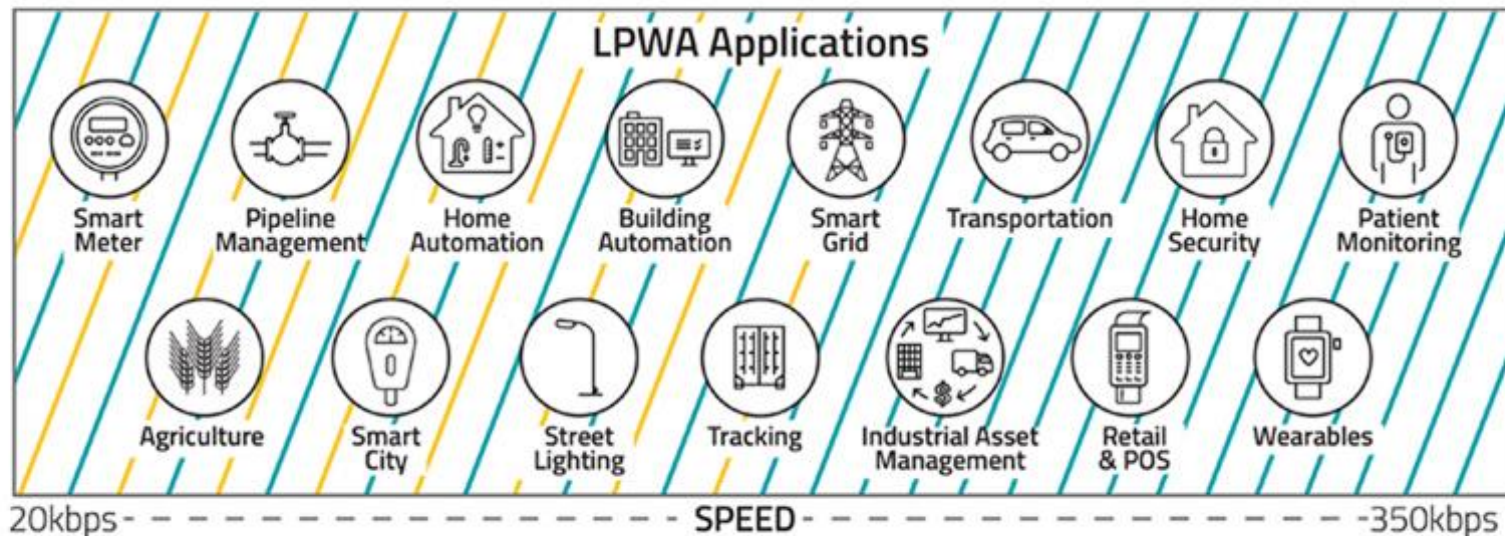 LPWA Applications
Smart
Meter
Pipeline
Management
Home
Automation
Building
Automation
Smart
Grid
Transportation
Home
Security
Patient
Monitoring
Agriculture
Smart
City
Street
Lighting
Tracking
Industrial Asset
Management
Retail
& POS
Wearables
20kbps
SPEED
350kbps